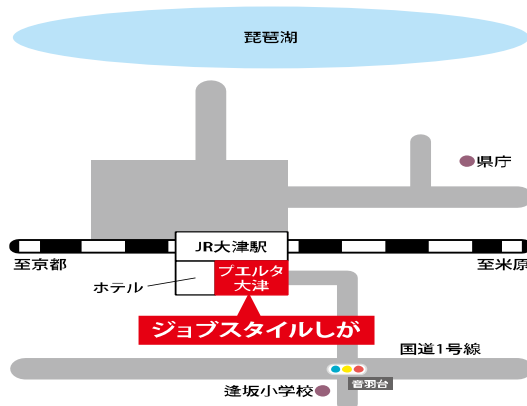 琵琶湖
県庁
JR大津駅
至京都
至米原
プエルタ
大津
ホテル
ジョブスタイルしが
国道1号線
音羽台
逢坂小学校